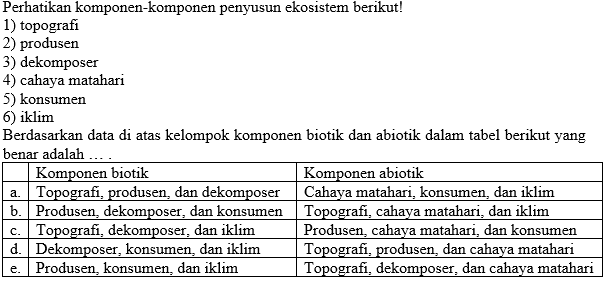 Perhatikan komponen-komponen penyusun ekosistem berikut!
1) topografi
2) produsen
3) dekomposer
4) cahaya matahari
5) konsumen
6) iklim
Berdasarkan data di atas kelompok komponen biotik dan abiotik dalam tabel berikut yang
benar adalah … .
Komponen biotik Komponen abiotik
a. Topografi, produsen, dan dekomposer Cahaya matahari, konsumen, dan iklim
b. Produsen, dekomposer, dan konsumen Topografi, cahaya matahari, dan iklim
c. Topografi, dekomposer, dan iklim Produsen, cahaya matahari, dan konsumen
d. Dekomposer, konsumen, dan iklim Topografi, produsen, dan cahaya matahari
e. Produsen, konsumen, dan iklim Topografi, dekomposer, dan cahaya matahari